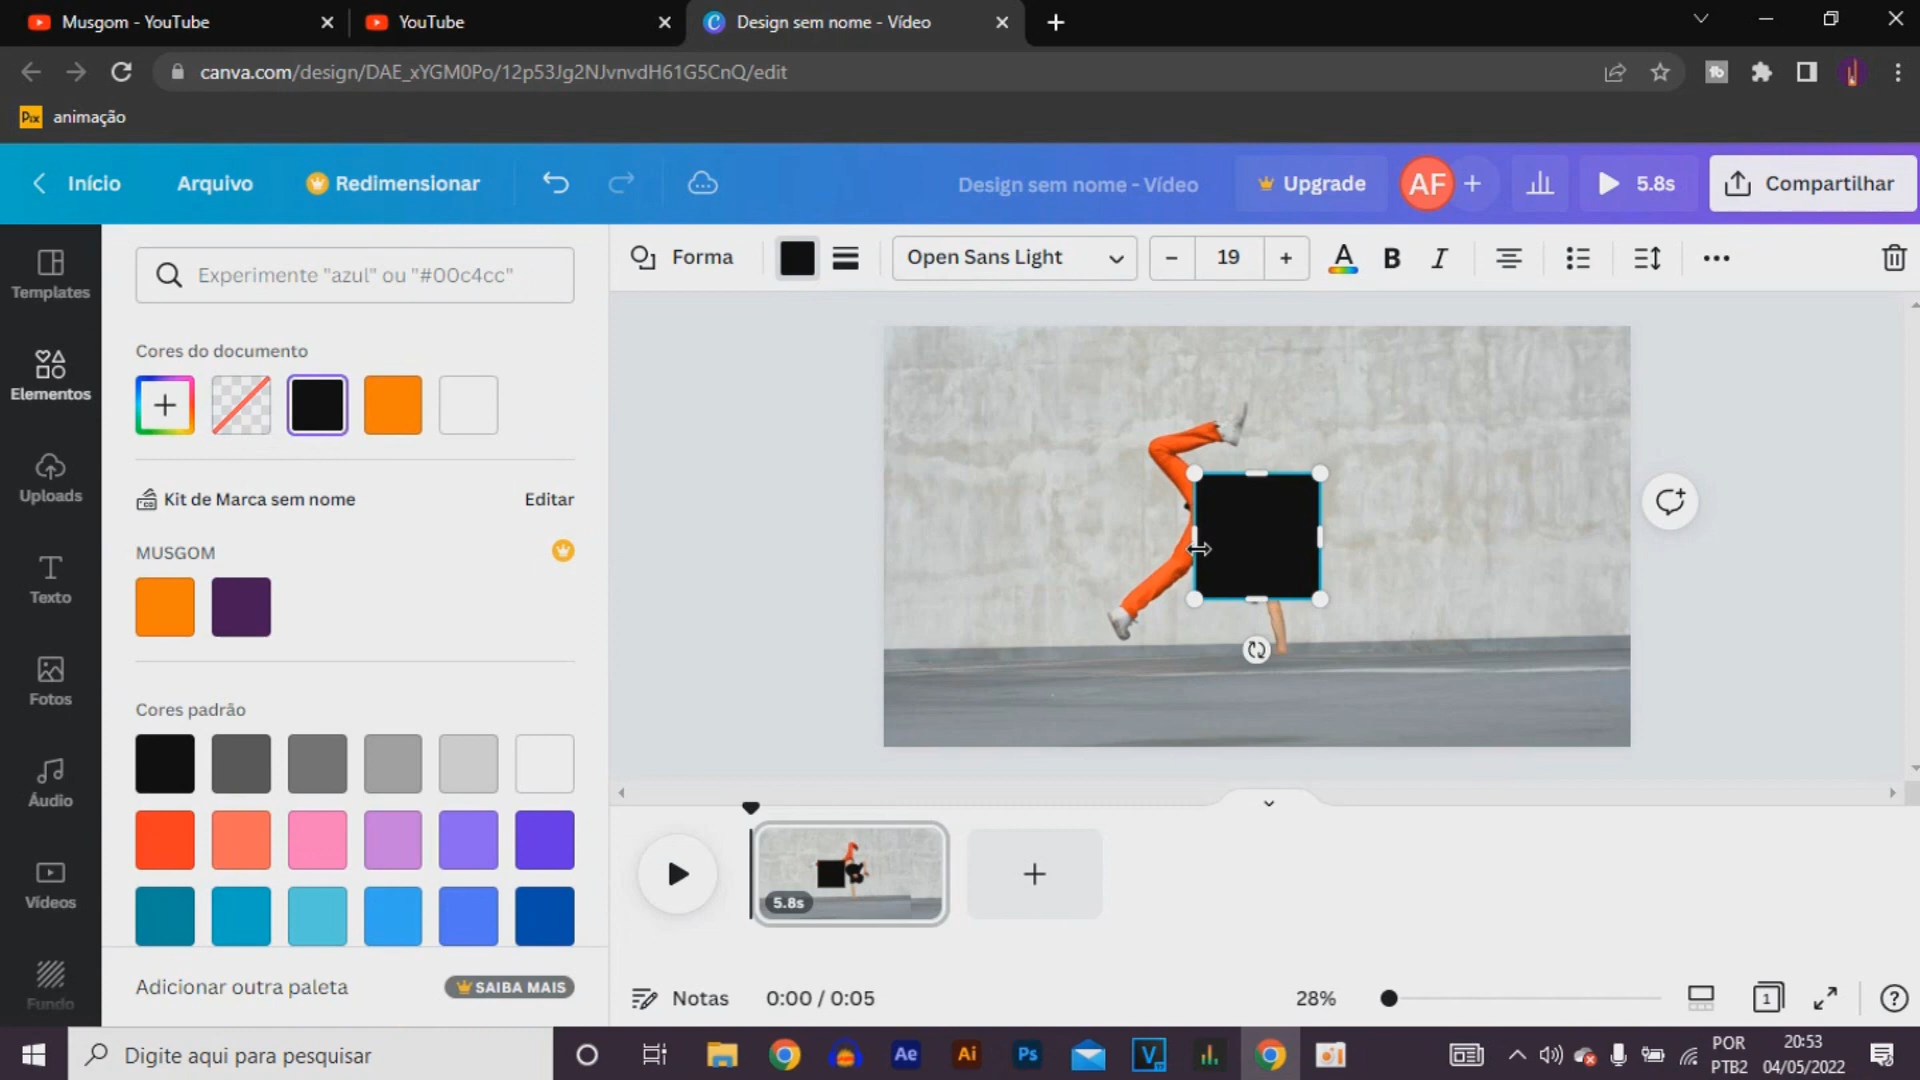 Musgom - YouTube
YouTube
Design sem nome - Vídeo
canva.com/design/DAE_xYGM0Po/12p53Jg2NJvnvdH61G5CnQ/edit
Pix animação
Início
Arquivo
Redimensionar
Design sem nome - Vídeo
Upgrade
AF
5.8s
Compartilhar
Templates
Elementos
Uploads
Texto
Fotos
Áudio
Vídeos
Fundo
Experimente "azul" ou "#00c4cc"
Forma
Open Sans Light
19
A
B
I
Cores do documento
Kit de Marca sem nome
Editar
MUSGOM
Cores padrão
Adicionar outra paleta
SAIBA MAIS
5.8s
Notas
0:00 / 0:05
28%
1
Digite aqui para pesquisar
Ae
Ai
Ps
V
POR
PTB2
20:53
04/05/2022